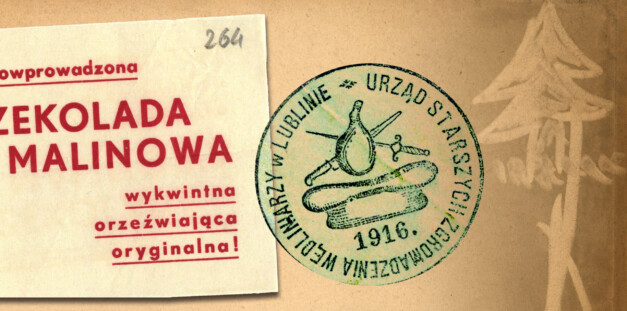 264
owprowadzona
ZEKOLADA
MALINOWA
wykwintna
orzeźwiająca
oryginalna!
URZĄD STARSZYCH ZGROMADZENIA WĘDLINIARZY w LUBLINIE
1916.